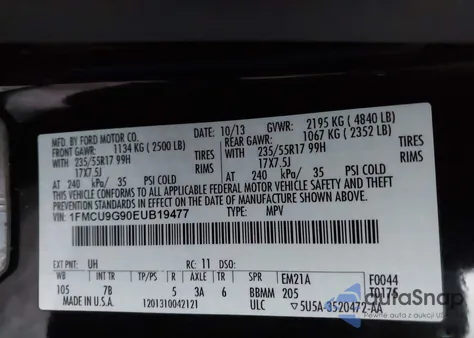 MFD. BY FORD MOTOR CO.
DATE: 10/13 GVWR: 2195 KG ( 4840 LB)
FRONT GAWR: 1134 KG ( 2500 LB) REAR GAWR: 1067 KG ( 2352 LB)
WITH WITH
235/55R17 99H TIRES 235/55R17 99H TIRES
17X7.5J RIMS 17X7.5J RIMS
AT 240 kPa/ 35 PSI COLD AT 240 kPa/ 35 PSI COLD
THIS VEHICLE CONFORMS TO ALL APPLICABLE FEDERAL MOTOR VEHICLE SAFETY AND THEFT
PREVENTION STANDARDS IN EFFECT ON THE DATE OF MANUFACTURE SHOWN ABOVE.
VIN: 1FMCU9G90EUB19477 TYPE: MPV
EXT PNT: UH RC: 11 DSO: F0044
WB INT TR TP/PS R AXLE TR SPR EM21A T0175
105 7B 5 3A 6 BBMM 205
MADE IN U.S.A. 1201310042121 ULC 5U5A-3520472-AA
autoSnap